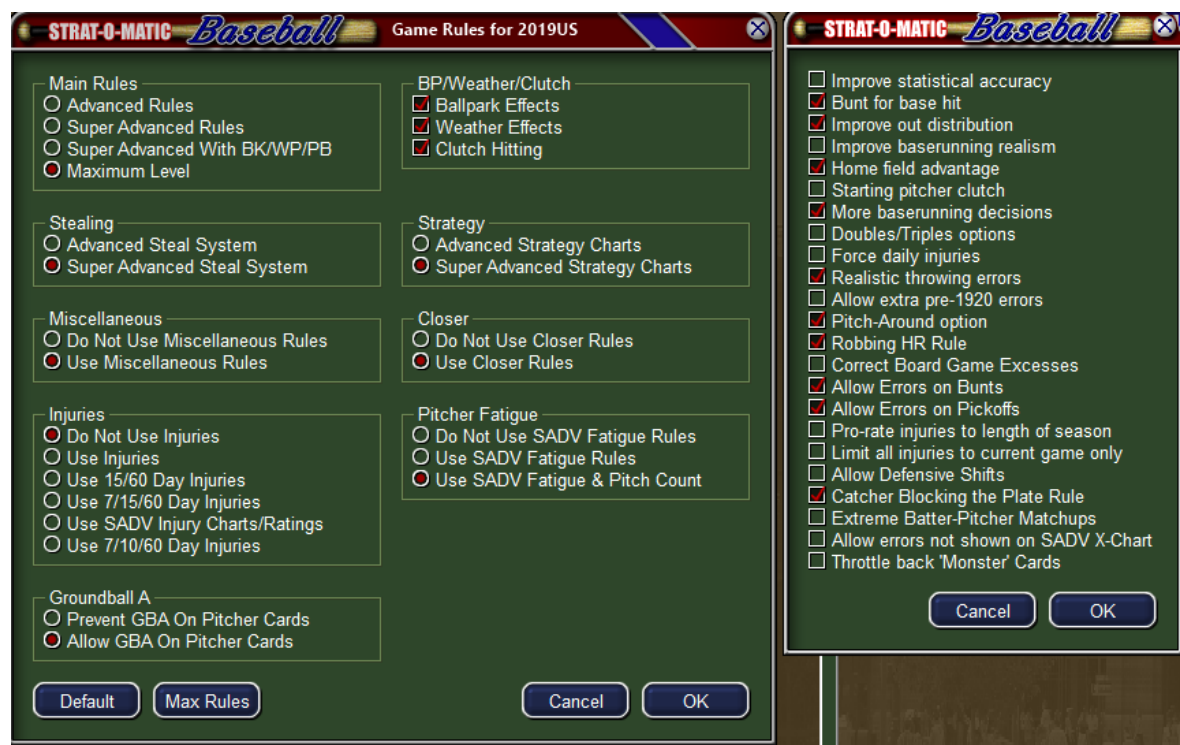 STRAT-O-MATIC Baseball Game Rules for 2019US
Main Rules
Advanced Rules
Super Advanced Rules
Super Advanced With BK/WP/PB
Maximum Level
BP/Weather/Clutch
Ballpark Effects
Weather Effects
Clutch Hitting
Stealing
Advanced Steal System
Super Advanced Steal System
Strategy
Advanced Strategy Charts
Super Advanced Strategy Charts
Miscellaneous
Do Not Use Miscellaneous Rules
Use Miscellaneous Rules
Closer
Do Not Use Closer Rules
Use Closer Rules
Injuries
Do Not Use Injuries
Use Injuries
Use 15/60 Day Injuries
Use 7/15/60 Day Injuries
Use SADV Injury Charts/Ratings
Use 7/10/60 Day Injuries
Pitcher Fatigue
Do Not Use SADV Fatigue Rules
Use SADV Fatigue Rules
Use SADV Fatigue & Pitch Count
Groundball A
Prevent GBA On Pitcher Cards
Allow GBA On Pitcher Cards
Default Max Rules Cancel OK
STRAT-O-MATIC Baseball
Improve statistical accuracy
Bunt for base hit
Improve out distribution
Improve baserunning realism
Home field advantage
Starting pitcher clutch
More baserunning decisions
Doubles/Triples options
Force daily injuries
Realistic throwing errors
Allow extra pre-1920 errors
Pitch-Around option
Robbing HR Rule
Correct Board Game Excesses
Allow Errors on Bunts
Allow Errors on Pickoffs
Pro-rate injuries to length of season
Limit all injuries to current game only
Allow Defensive Shifts
Catcher Blocking the Plate Rule
Extreme Batter-Pitcher Matchups
Allow errors not shown on SADV X-Chart
Throttle back 'Monster' Cards
Cancel OK